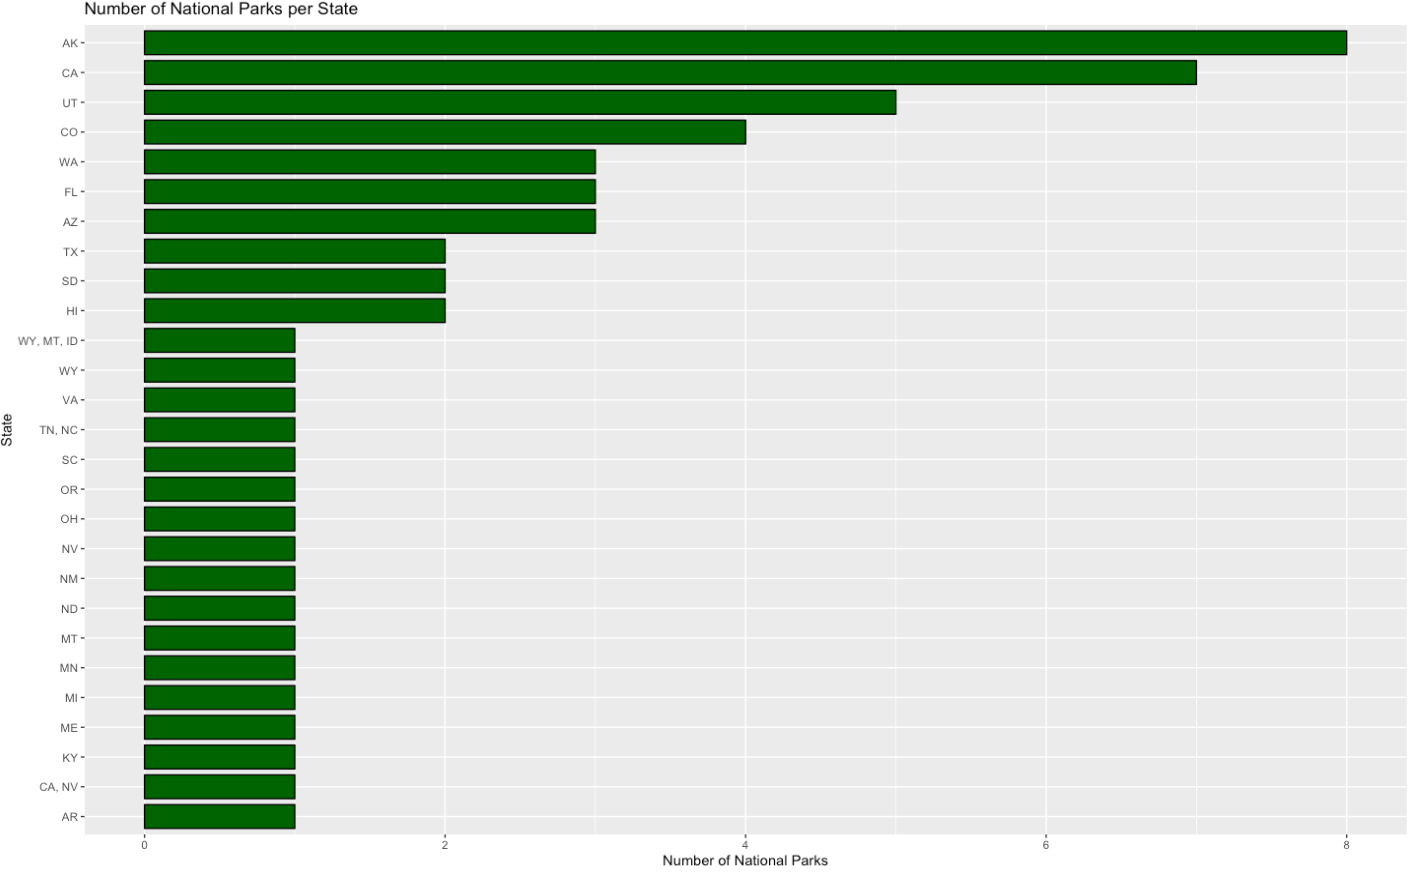 Number of National Parks per State
AK
CA
UT
CO
WA
FL
AZ
TX
SD
HI
WY, MT, ID
WY
VA
TN, NC
SC
OR
OH
NV
NM
ND
MT
MN
MI
ME
KY
CA, NV
AR
State
0 2 4 6 8
Number of National Parks